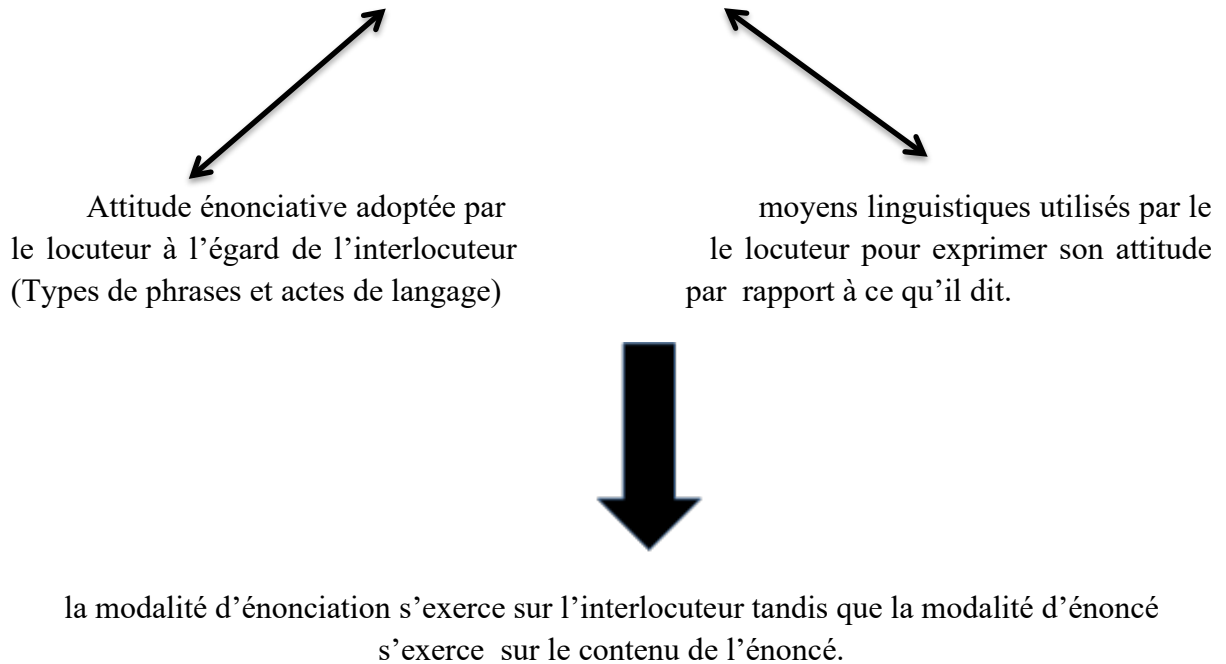 Attitude énonciative adoptée par
le locuteur à l’égard de l’interlocuteur
(Types de phrases et actes de langage)
moyens linguistiques utilisés par le
le locuteur pour exprimer son attitude
par rapport à ce qu’il dit.
la modalité d’énonciation s’exerce sur l’interlocuteur tandis que la modalité d’énoncé
s’exerce sur le contenu de l’énoncé.